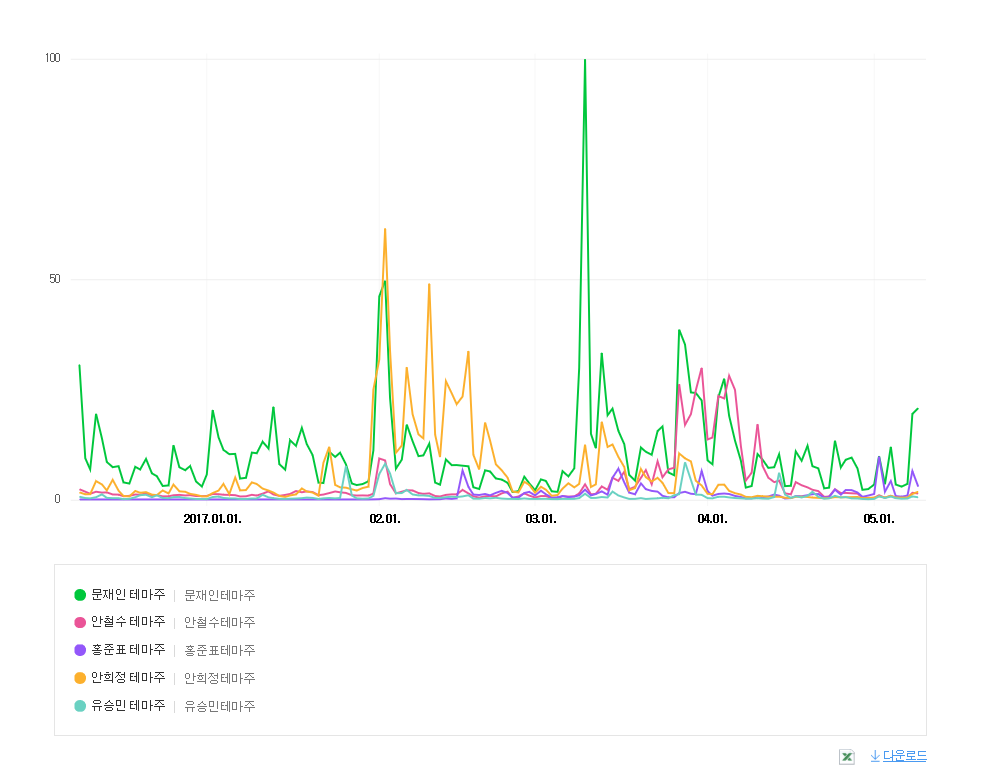 100
50
0
2017.01.01.
02.01.
03.01.
04.01.
05.01.
문재인 테마주 | 문재인테마주
안철수 테마주 | 안철수테마주
홍준표 테마주 | 홍준표테마주
안희정 테마주 | 안희정테마주
유승민 테마주 | 유승민테마주
다운로드